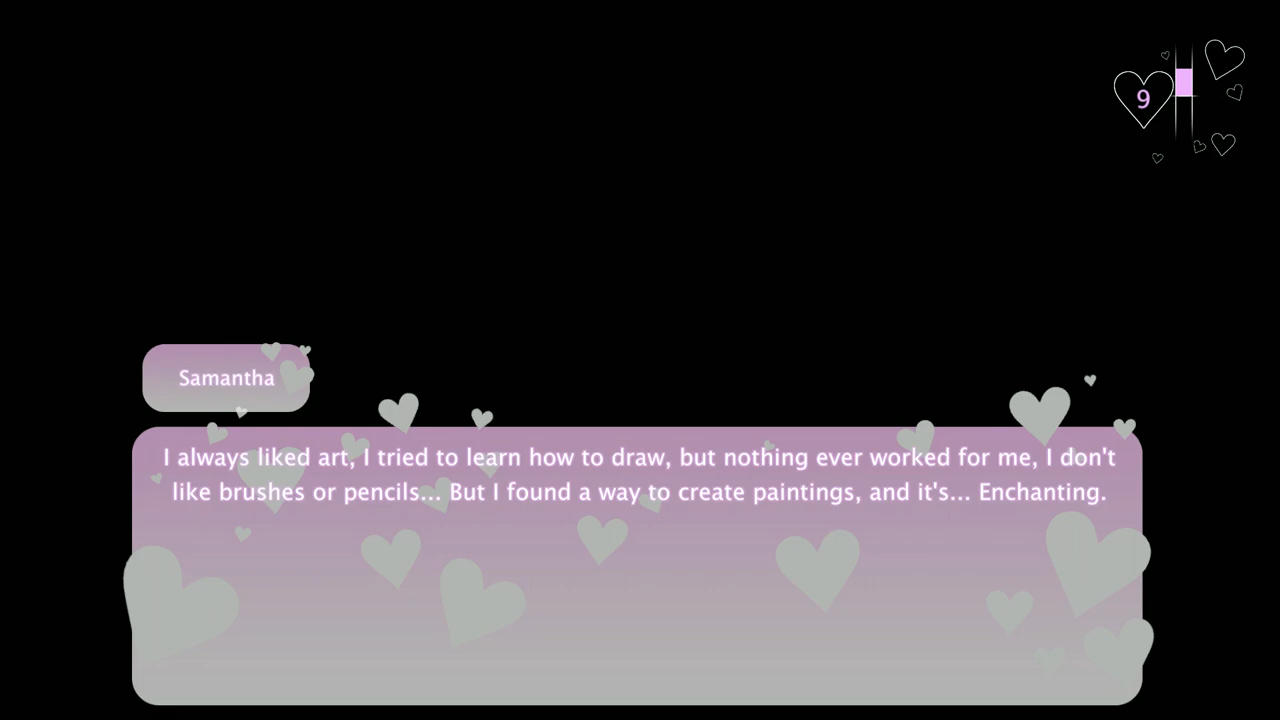 9
Samantha
I always liked art, I tried to learn how to draw, but nothing ever worked for me, I don't
like brushes or pencils... But I found a way to create paintings, and it's... Enchanting.